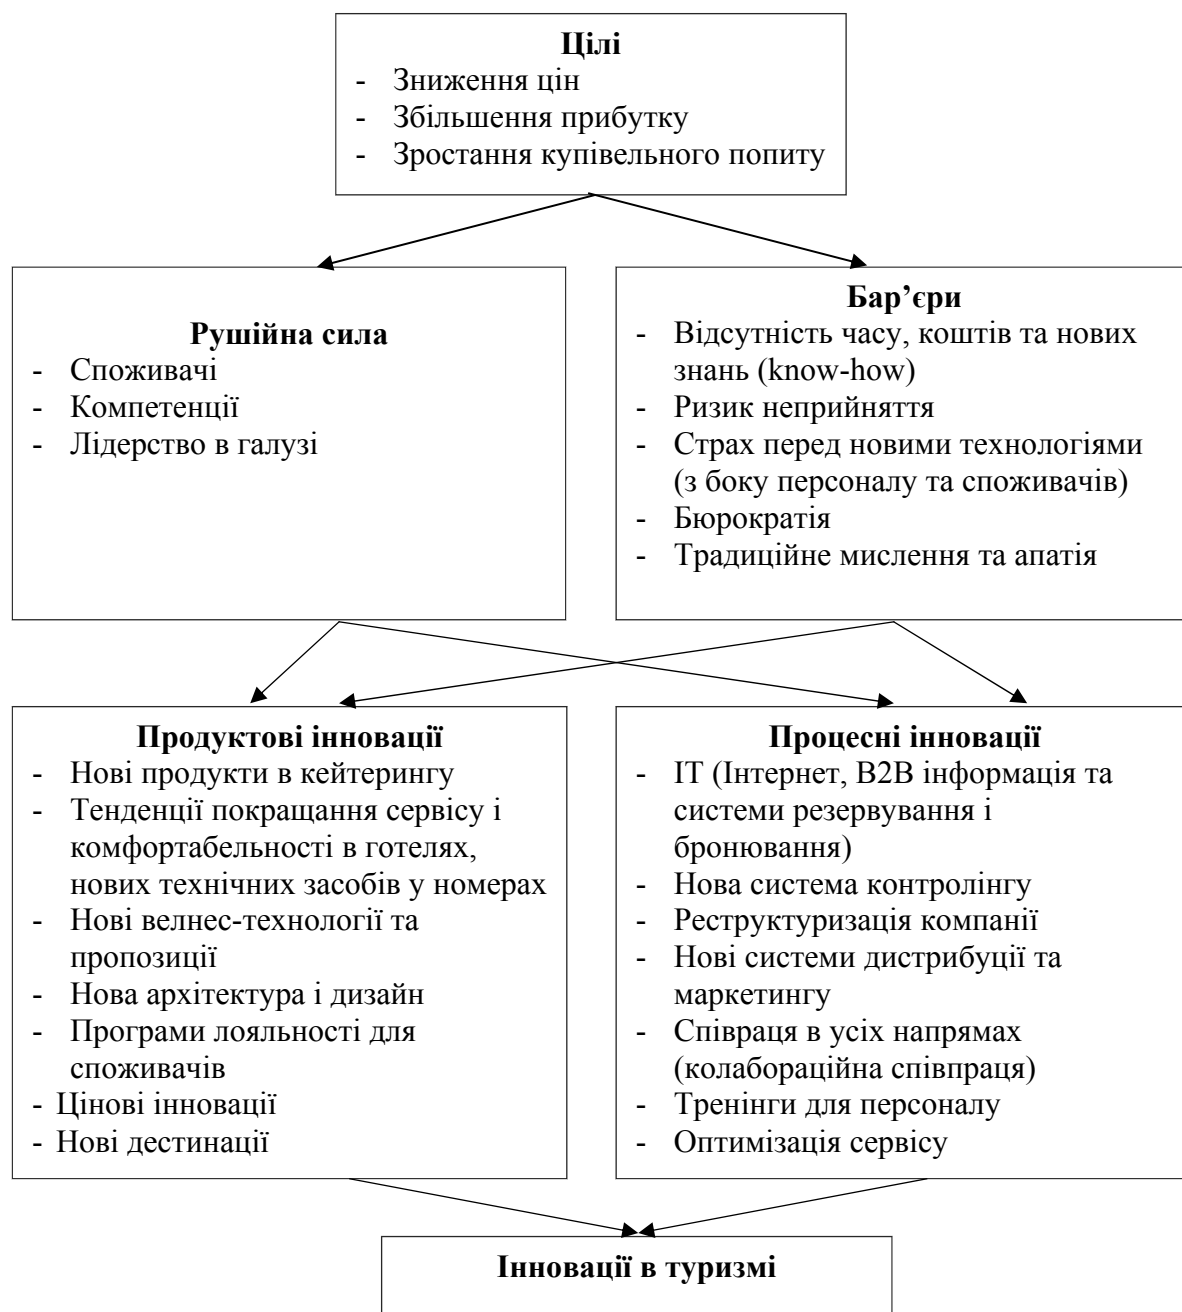 Цілі
- Зниження цін
- Збільшення прибутку
- Зростання купівельного попиту
Рушійна сила
- Споживачі
- Компетенції
- Лідерство в галузі
Бар’єри
- Відсутність часу, коштів та нових
знань (know-how)
- Ризик неприйняття
- Страх перед новими технологіями
(з боку персоналу та споживачів)
- Бюрократія
- Традиційне мислення та апатія
Продуктові інновації
- Нові продукти в кейтерингу
- Тенденції покращання сервісу і
комфортабельності в готелях,
нових технічних засобів у номерах
- Нові велнес-технології та
пропозиції
- Нова архітектура і дизайн
- Програми лояльності для
споживачів
- Цінові інновації
- Нові дестинації
Процесні інновації
- ІТ (Інтернет, В2В інформація та
системи резервування і
бронювання)
- Нова система контролінгу
- Реструктуризація компанії
- Нові системи дистрибуції та
маркетингу
- Співраця в усіх напрямах
(колабораційна співпраця)
- Тренінги для персоналу
- Оптимізація сервісу
Інновації в туризмі